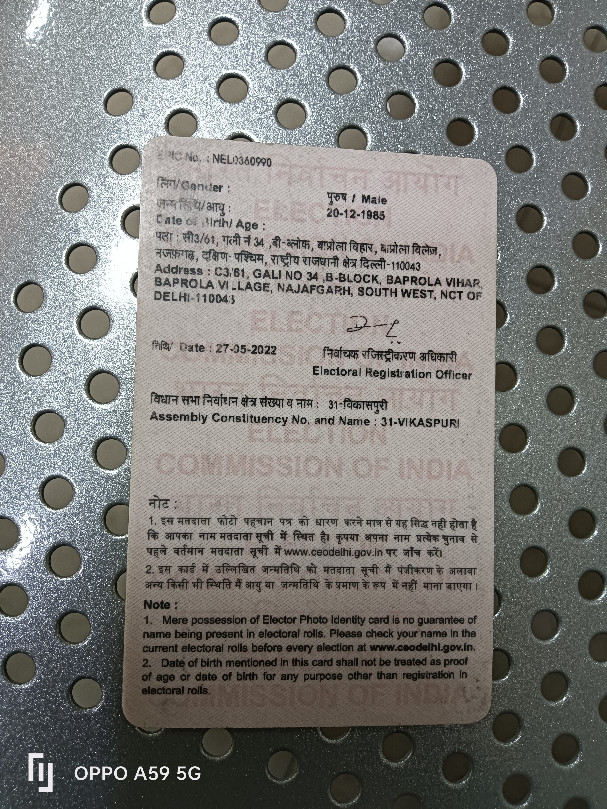 EPIC No. : NEL0360990
लिंग/Gender : पुरुष / Male
जन्म तिथि/आयु : 20-12-1985
Date of Birth/ Age :
पता : सी3/61, गली नं 34 ,बी-ब्लोक, बाप्रोला विहार, बाप्रोला विलेज,
नजफ़गढ़, दक्षिण- पश्चिम, राष्ट्रीय राजधानी क्षेत्र दिल्ली-110043
Address : C3/61, GALI NO 34 ,B-BLOCK, BAPROLA VIHAR,
BAPROLA VILLAGE, NAJAFGARH, SOUTH WEST, NCT OF
DELHI-110043
तिथि/ Date : 27-05-2022
निर्वाचक रजिस्ट्रीकरण अधिकारी
Electoral Registration Officer
विधान सभा निर्वाचन क्षेत्र संख्या व नाम : 31-विकासपुरी
Assembly Constituency No. and Name : 31-VIKASPURI
ELECTION
COMMISSION OF INDIA
नोट :
1. इस मतदाता फोटो पहचान पत्र को धारण करने मात्र से यह सिद्ध नही होता है
कि आपका नाम मतदाता सूची में स्थित है। कृपया अपना नाम प्रत्येक चुनाव से
पहले वर्तमान मतदाता सूची में www.ceodelhi.gov.in पर जाँच करें।
2. इस कार्ड में उल्लिखित जन्मतिथि को मतदाता सूची में पंजीकरण के अलावा
अन्य किसी भी स्थिति में आयु या जन्मतिथि के प्रमाण के रूप में नहीं माना जाएगा।
Note :
1. Mere possession of Elector Photo Identity card is no guarantee of
name being present in electoral rolls. Please check your name in the
current electoral rolls before every election at www.ceodelhi.gov.in.
2. Date of birth mentioned in this card shall not be treated as proof
of age or date of birth for any purpose other than registration in
electoral rolls.
OPPO A59 5G